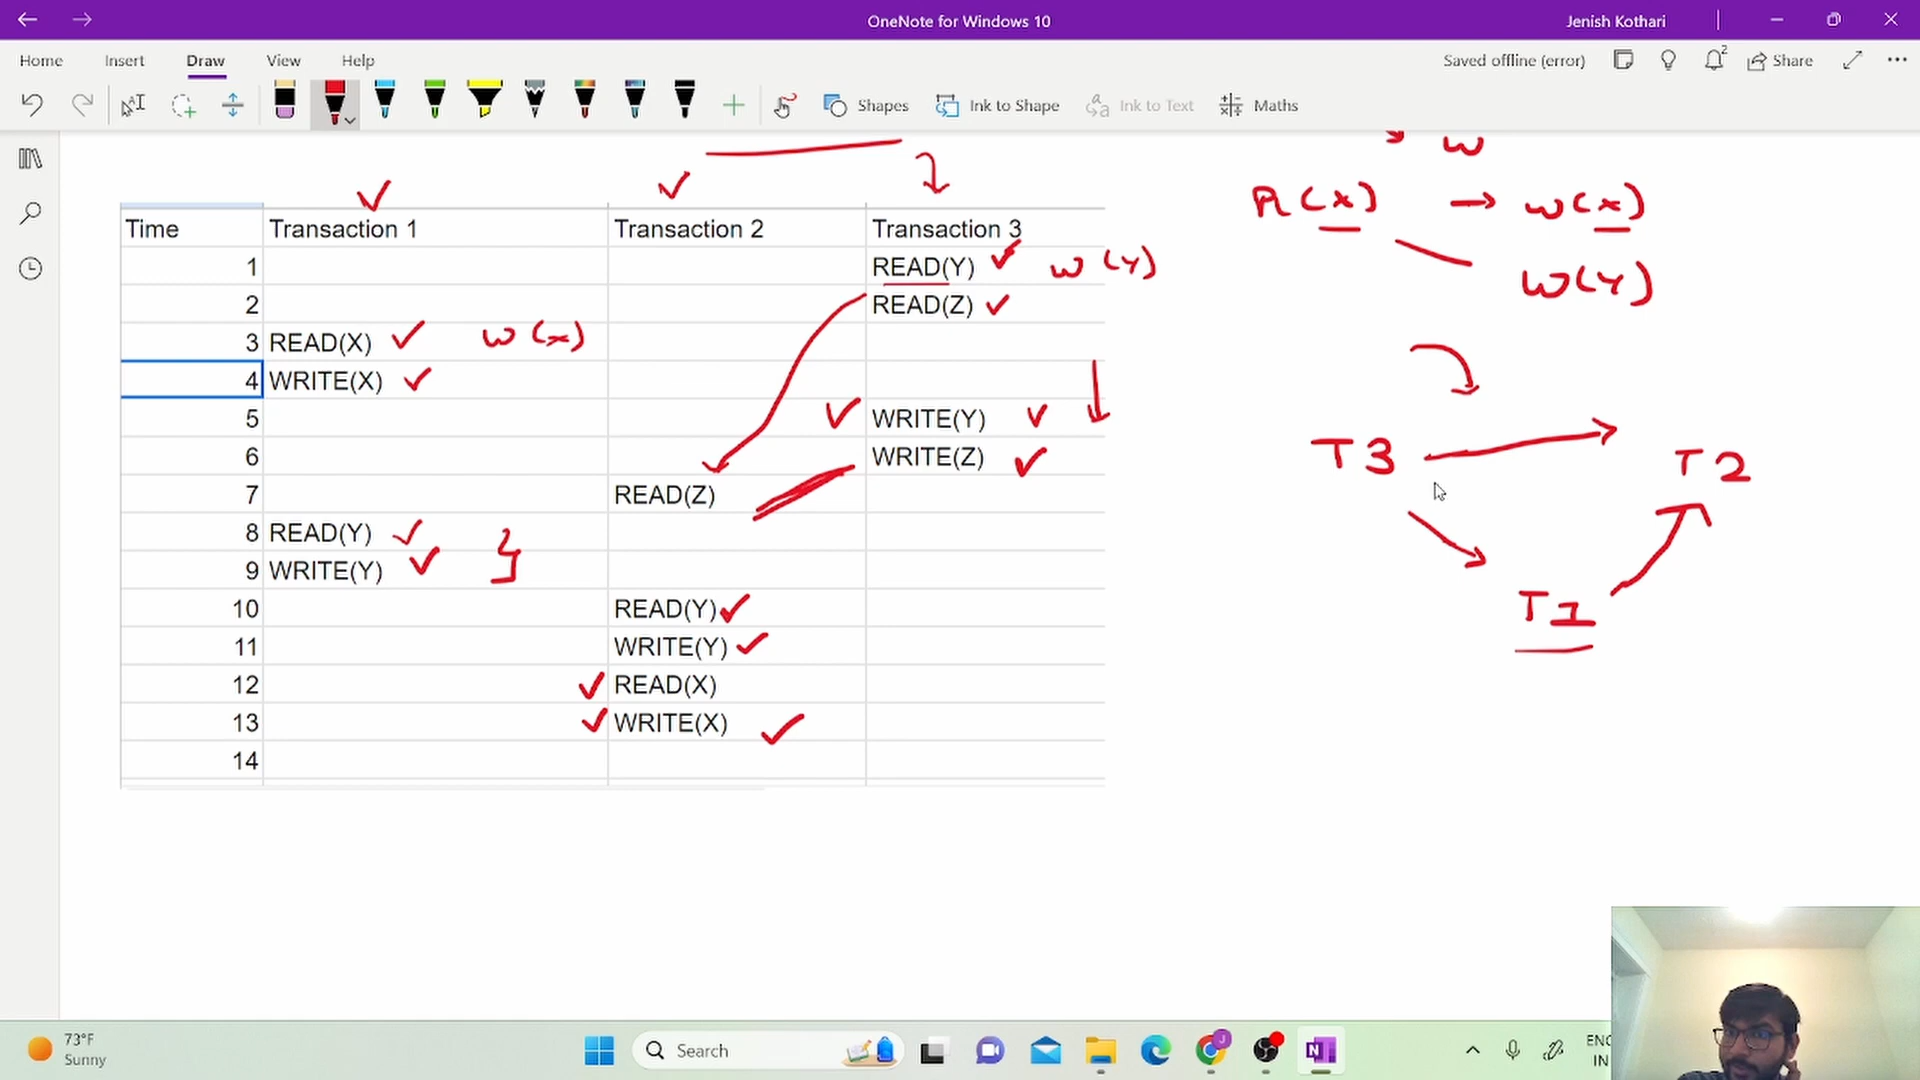 OneNote for Windows 10
Jenish Kothari
Home Insert Draw View Help
Saved offline (error) 2 Share
Shapes Ink to Shape Ink to Text Maths
W
R(X) → W(X)
W(Y)
Time Transaction 1 Transaction 2 Transaction 3
1 READ(Y) W(Y)
2 READ(Z)
3 READ(X) W(X)
4 WRITE(X)
5 WRITE(Y)
6 WRITE(Z)
7 READ(Z)
8 READ(Y)
9 WRITE(Y)
10 READ(Y)
11 WRITE(Y)
12 READ(X)
13 WRITE(X)
14
T3
T2
T1
73°F
Sunny
Search
ENG
IN